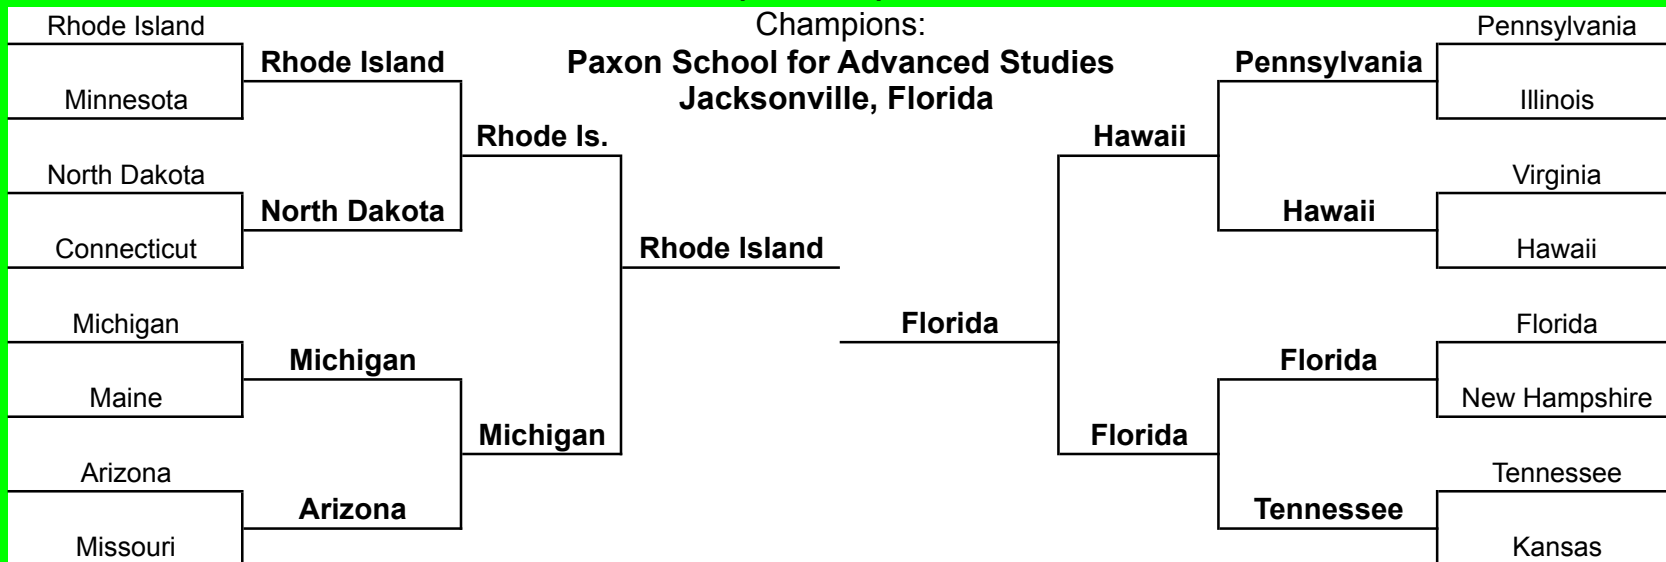 Champions:
Paxon School for Advanced Studies
Jacksonville, Florida
Rhode Island
Minnesota
North Dakota
Connecticut
Michigan
Maine
Arizona
Missouri
Rhode Island
North Dakota
Michigan
Arizona
Rhode Is.
Michigan
Rhode Island
Florida
Hawaii
Florida
Pennsylvania
Hawaii
Florida
Tennessee
Pennsylvania
Illinois
Virginia
Hawaii
Florida
New Hampshire
Tennessee
Kansas